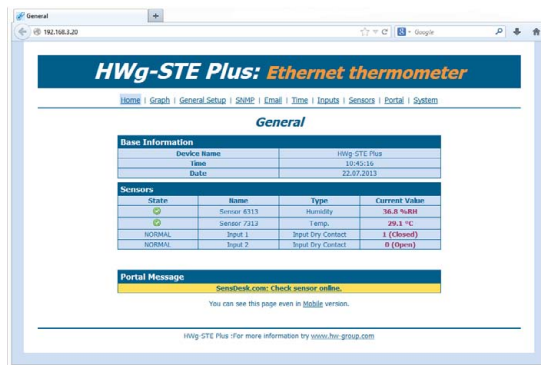 General
192.168.3.20
Google
HWg-STE Plus: Ethernet thermometer
Home | Graph | General Setup | SNMP | Email | Time | Inputs | Sensors | Portal | System
General
Base Information
Device Name HWg-STE Plus
Time 10:45:16
Date 22.07.2013
Sensors
State Name Type Current Value
Sensor 6313 Humidity 36.8 %RH
Sensor 7313 Temp. 29.1 °C
NORMAL Input 1 Input Dry Contact 1 (Closed)
NORMAL Input 2 Input Dry Contact 0 (Open)
Portal Message
SensDesk.com: Check sensor online.
You can see this page even in Mobile version.
HWg-STE Plus :For more information try www.hw-group.com